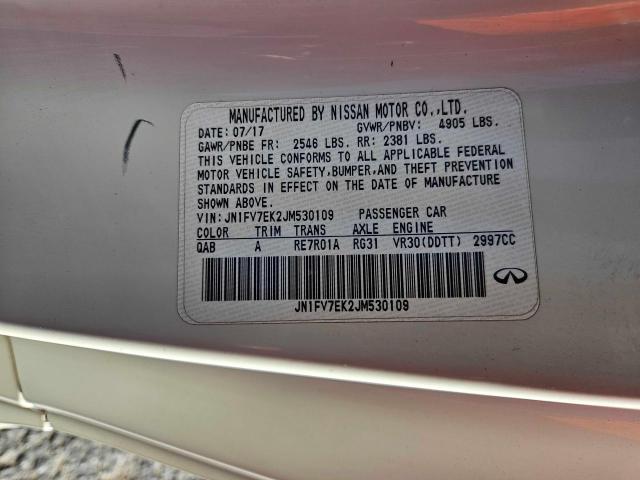 MANUFACTURED BY NISSAN MOTOR CO.,LTD.
DATE: 07/17 GVWR/PNBV: 4905 LBS.
GAWR/PNBE FR: 2546 LBS. RR: 2381 LBS.
THIS VEHICLE CONFORMS TO ALL APPLICABLE FEDERAL
MOTOR VEHICLE SAFETY,BUMPER,AND THEFT PREVENTION
STANDARDS IN EFFECT ON THE DATE OF MANUFACTURE
SHOWN ABOVE.
VIN: JN1FV7EK2JM530109 PASSENGER CAR
COLOR TRIM TRANS AXLE ENGINE
QAB A RE7R01A RG31 VR30(DDTT) 2997CC
JN1FV7EK2JM530109